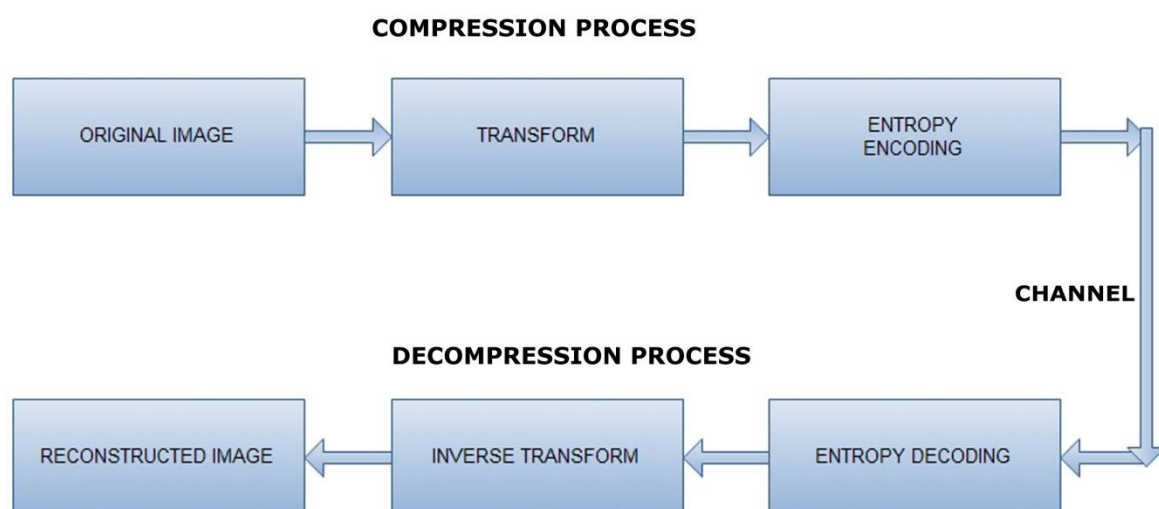 COMPRESSION PROCESS
ORIGINAL IMAGE
TRANSFORM
ENTROPY
ENCODING
CHANNEL
DECOMPRESSION PROCESS
RECONSTRUCTED IMAGE
INVERSE TRANSFORM
ENTROPY DECODING